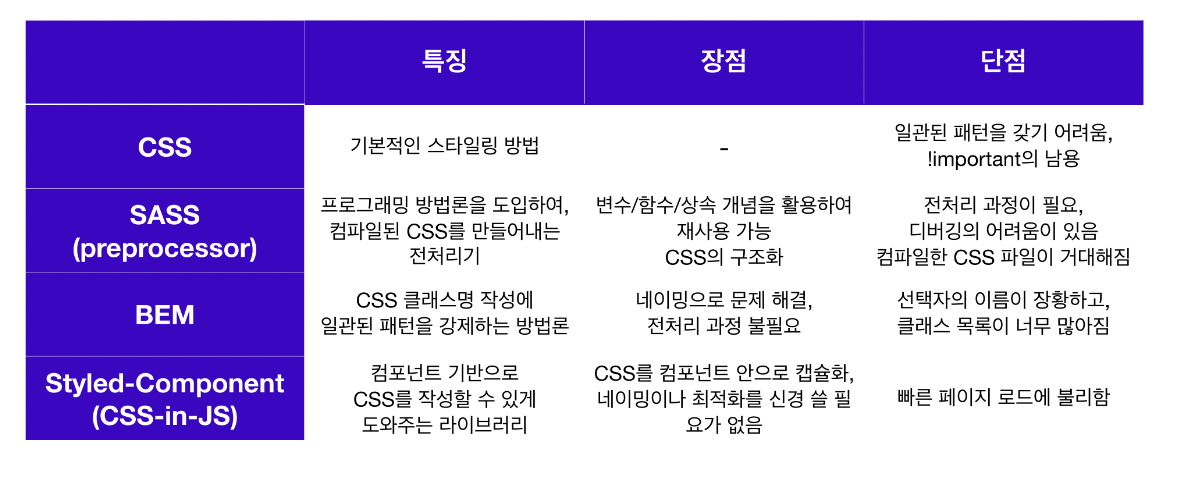 특징
장점
단점
CSS
기본적인 스타일링 방법
-
일관된 패턴을 갖기 어려움,
!important의 남용
SASS
(preprocessor)
프로그래밍 방법론을 도입하여,
컴파일된 CSS를 만들어내는
전처리기
변수/함수/상속 개념을 활용하여
재사용 가능
CSS의 구조화
전처리 과정이 필요,
디버깅의 어려움이 있음
컴파일한 CSS 파일이 거대해짐
BEM
CSS 클래스명 작성에
일관된 패턴을 강제하는 방법론
네이밍으로 문제 해결,
전처리 과정 불필요
선택자의 이름이 장황하고,
클래스 목록이 너무 많아짐
Styled-Component
(CSS-in-JS)
컴포넌트 기반으로
CSS를 작성할 수 있게
도와주는 라이브러리
CSS를 컴포넌트 안으로 캡슐화,
네이밍이나 최적화를 신경 쓸 필
요가 없음
빠른 페이지 로드에 불리함